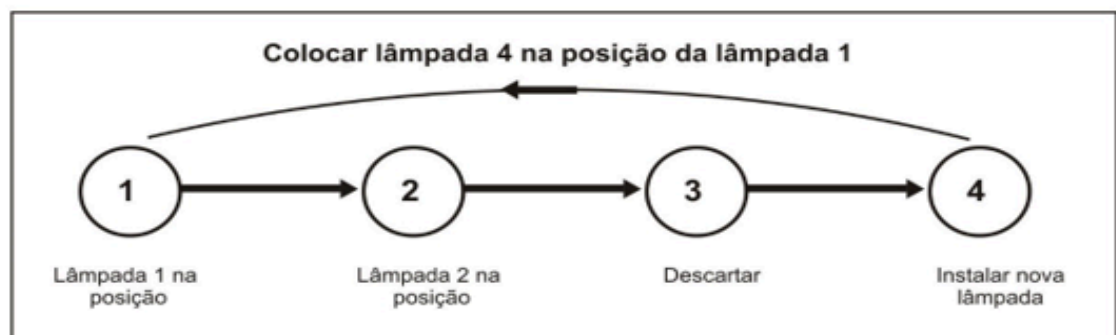 Colocar lâmpada 4 na posição da lâmpada 1
1
2
3
4
Lâmpada 1 na
posição
Lâmpada 2 na
posição
Descartar
Instalar nova
lâmpada